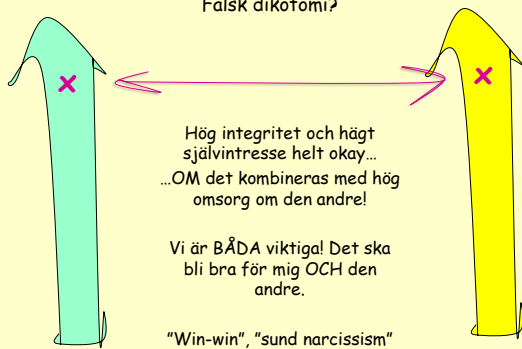 Falsk dikotomi?
Hög integritet och hägt
självintresse helt okay…
…OM det kombineras med hög
omsorg om den andre!
Vi är BÅDA viktiga! Det ska
bli bra för mig OCH den
andre.
"Win-win", "sund narcissism"